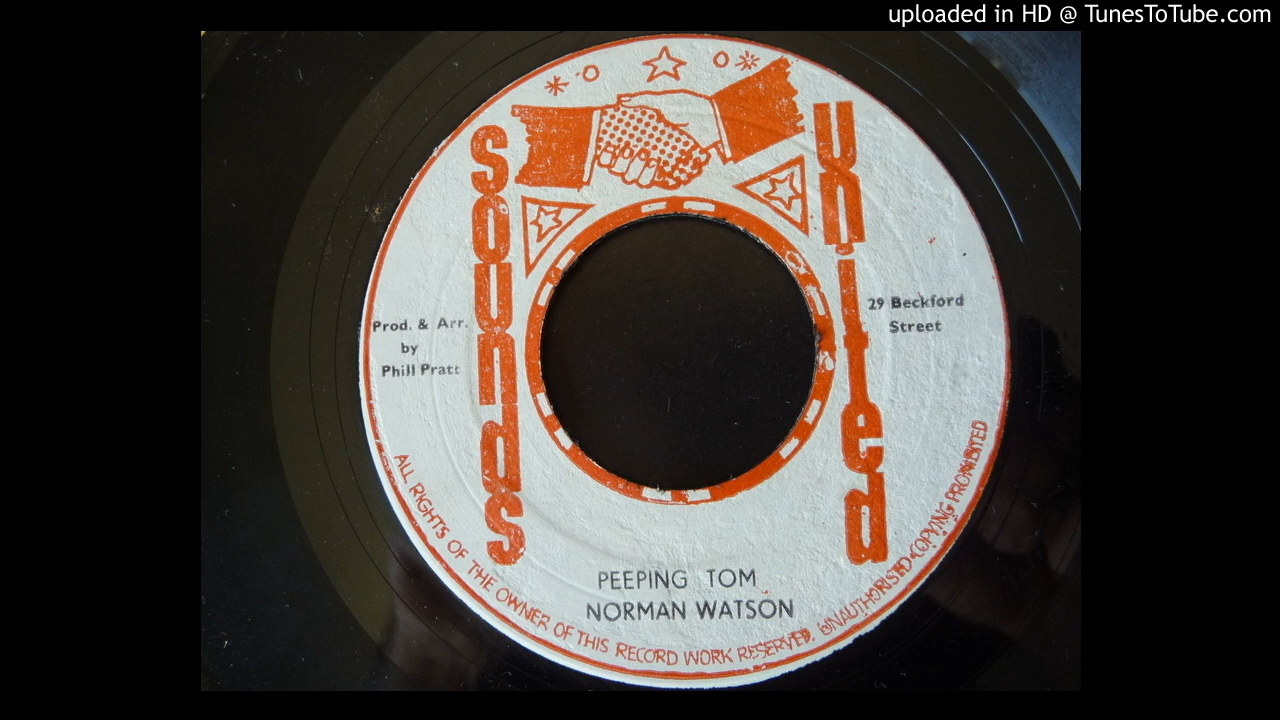 uploaded in HD @ TunesToTube.com
sounds
united
Prod. & Arr.
by
Phill Pratt
29 Beckford
Street
PEEPING TOM
NORMAN WATSON
ALL RIGHTS OF THE OWNER OF THIS RECORD WORK RESERVED. UNAUTHORISED COPYING PROHIBITED